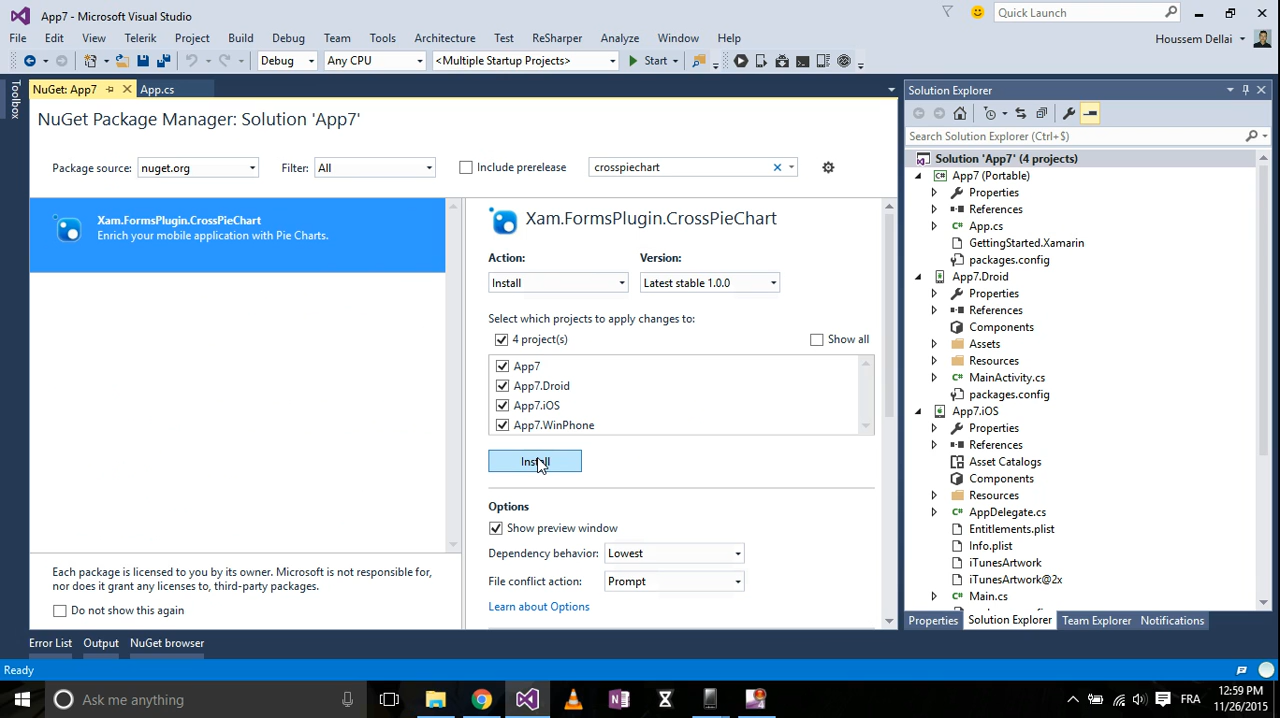 App7 - Microsoft Visual Studio
Quick Launch
File Edit View Telerik Project Build Debug Team Tools Architecture Test ReSharper Analyze Window Help
Houssem Dellai
Debug Any CPU <Multiple Startup Projects> Start
Toolbox
NuGet: App7 App.cs
NuGet Package Manager: Solution 'App7'
Package source: nuget.org Filter: All Include prerelease crosspiechart
Xam.FormsPlugin.CrossPieChart
Enrich your mobile application with Pie Charts.
Each package is licensed to you by its owner. Microsoft is not responsible for,
nor does it grant any licenses to, third-party packages.
Do not show this again
Xam.FormsPlugin.CrossPieChart
Action: Version:
Install Latest stable 1.0.0
Select which projects to apply changes to:
4 project(s) Show all
App7
App7.Droid
App7.iOS
App7.WinPhone
Install
Options
Show preview window
Dependency behavior: Lowest
File conflict action: Prompt
Learn about Options
Solution Explorer
Search Solution Explorer (Ctrl+$)
Solution 'App7' (4 projects)
App7 (Portable)
Properties
References
App.cs
GettingStarted.Xamarin
packages.config
App7.Droid
Properties
References
Components
Assets
Resources
MainActivity.cs
packages.config
App7.iOS
Properties
References
Asset Catalogs
Components
Resources
AppDelegate.cs
Entitlements.plist
Info.plist
iTunesArtwork
iTunesArtwork@2x
Main.cs
Properties Solution Explorer Team Explorer Notifications
Error List Output NuGet browser
Ready
Ask me anything
FRA
12:59 PM
11/26/2015